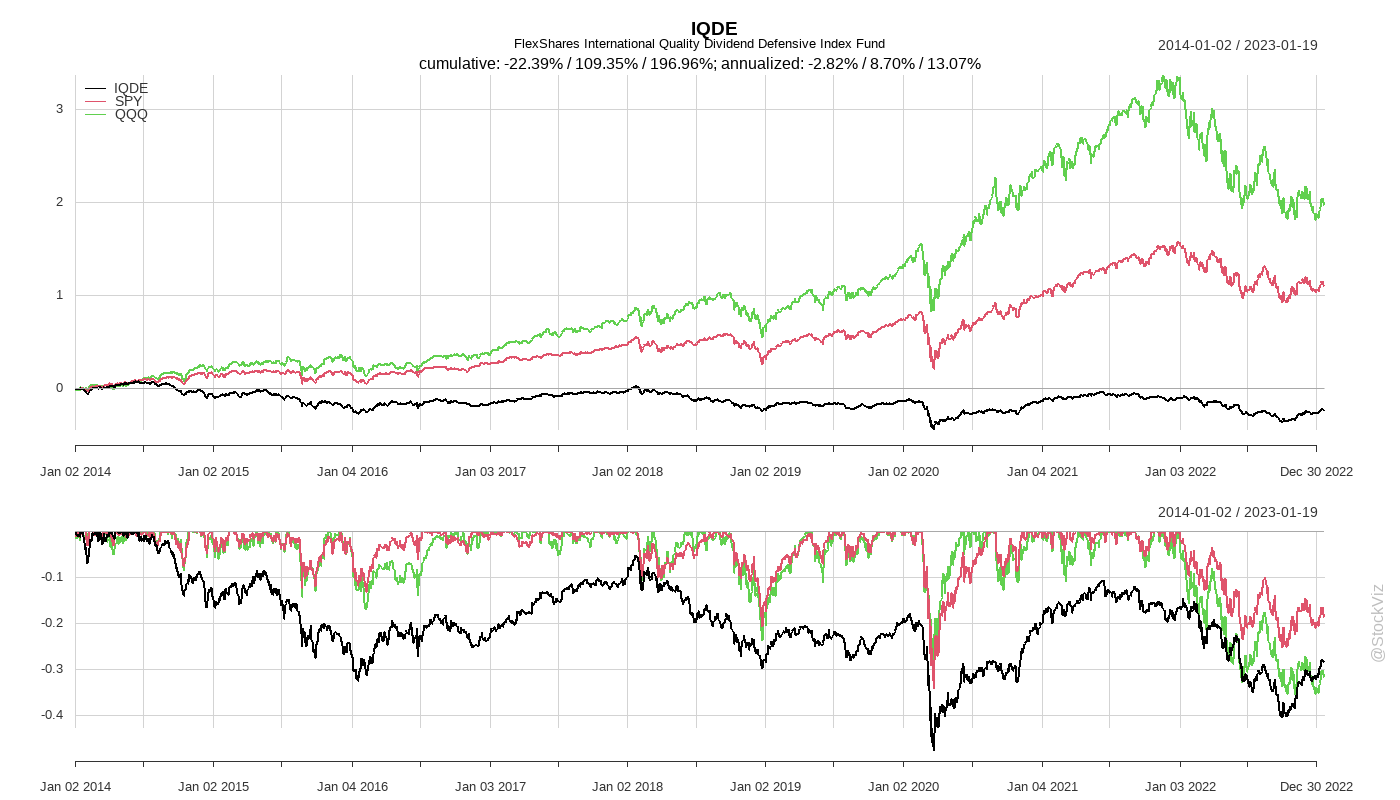 IQDE
FlexShares International Quality Dividend Defensive Index Fund
2014-01-02 / 2023-01-19
cumulative: -22.39% / 109.35% / 196.96%; annualized: -2.82% / 8.70% / 13.07%
IQDE
SPY
QQQ
3
2
1
0
Jan 02 2014 Jan 02 2015 Jan 04 2016 Jan 03 2017 Jan 02 2018 Jan 02 2019 Jan 02 2020 Jan 04 2021 Jan 03 2022 Dec 30 2022
2014-01-02 / 2023-01-19
-0.1
-0.2
-0.3
-0.4
@StockViz
Jan 02 2014 Jan 02 2015 Jan 04 2016 Jan 03 2017 Jan 02 2018 Jan 02 2019 Jan 02 2020 Jan 04 2021 Jan 03 2022 Dec 30 2022